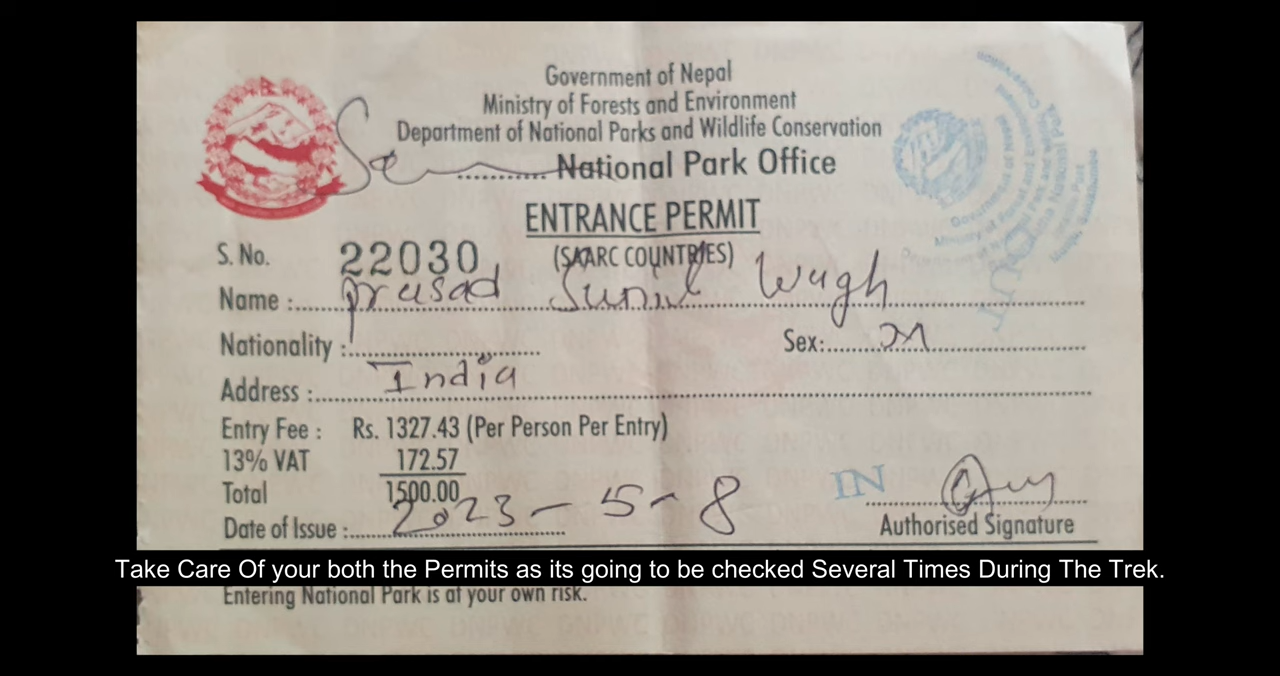 Government of Nepal
Ministry of Forests and Environment
Department of National Parks and Wildlife Conservation
............ National Park Office
ENTRANCE PERMIT
(SAARC COUNTRIES)
S. No. 22030
Name : Prasad Sunil Wagh
Nationality : Sex: M
Address : India
Entry Fee : Rs. 1327.43 (Per Person Per Entry)
13% VAT 172.57
Total 1500.00
Date of Issue : 2023-5-8
IN
Authorised Signature
Take Care Of your both the Permits as its going to be checked Several Times During The Trek.
Entering National Park is at your own risk.
OUT